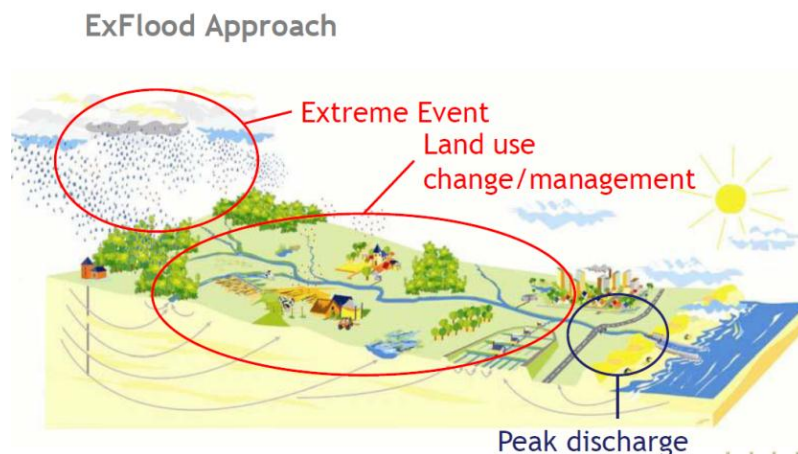 ExFlood Approach
Extreme Event
Land use
change/management
Peak discharge